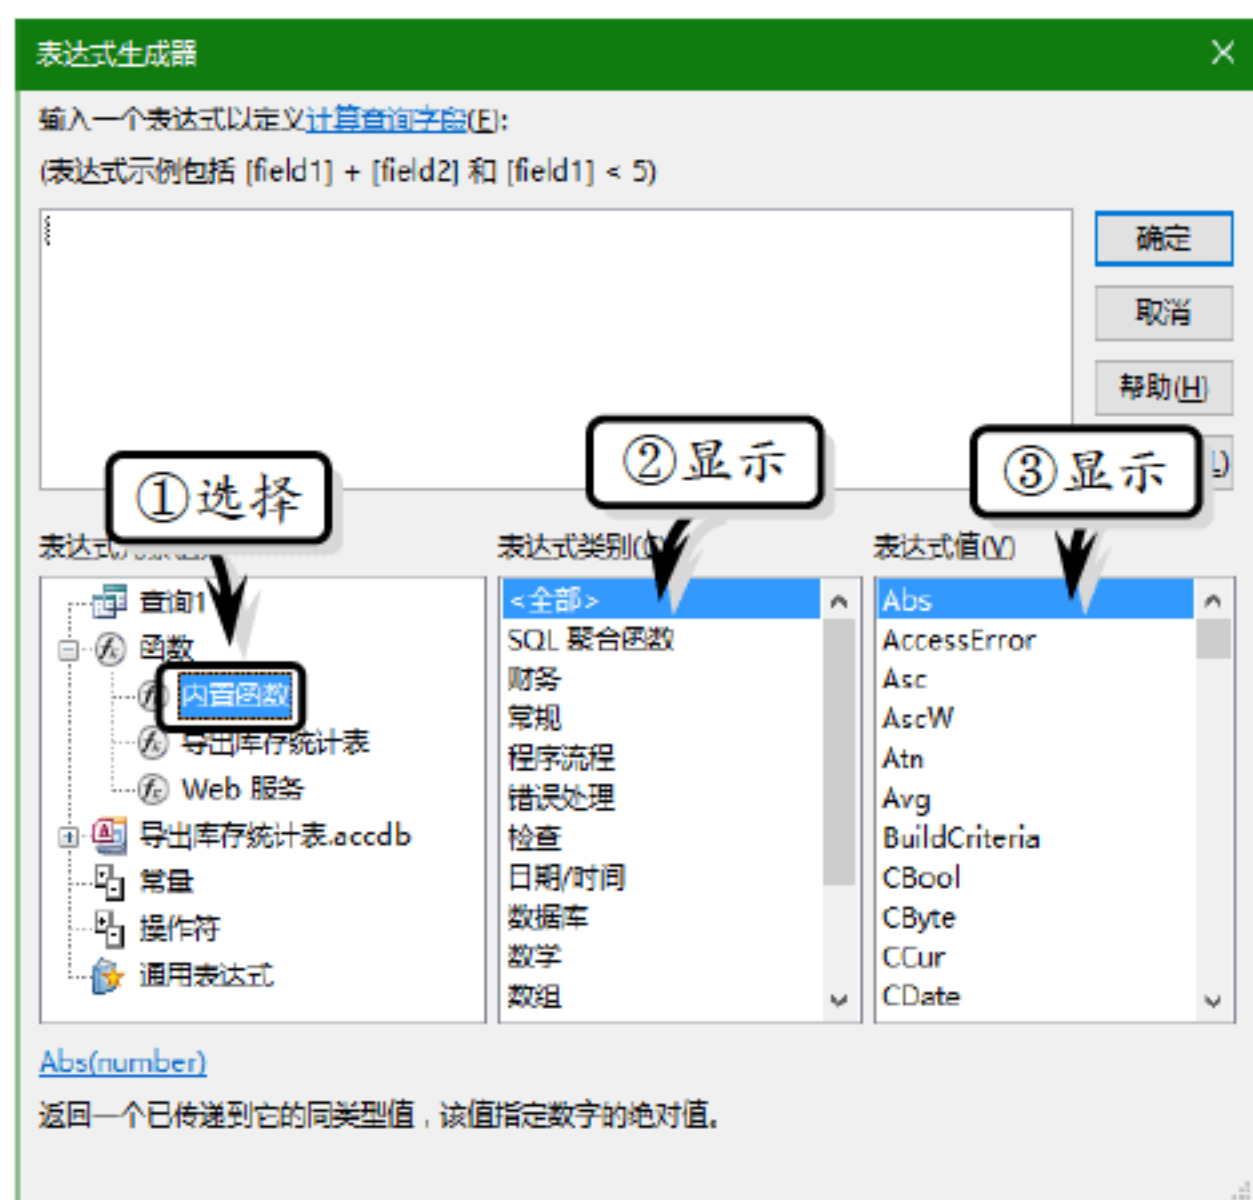 表达式生成器
输入一个表达式以定义计算查询字段(E):
(表达式示例包括 [field1] + [field2] 和 [field1] < 5)
确定
取消
帮助(H)
L)
①选择
②显示
③显示
表达式
表达式类别(
表达式值(V)
查询1
函数
内置函数
导出库存统计表
Web 服务
导出库存统计表.accdb
常量
操作符
通用表达式
<全部>
SQL 聚合函数
财务
常规
程序流程
错误处理
检查
日期/时间
数据库
数学
数组
Abs
AccessError
Asc
AscW
Atn
Avg
BuildCriteria
CBool
CByte
CCur
CDate
Abs(number)
返回一个已传递到它的同类型值，该值指定数字的绝对值。